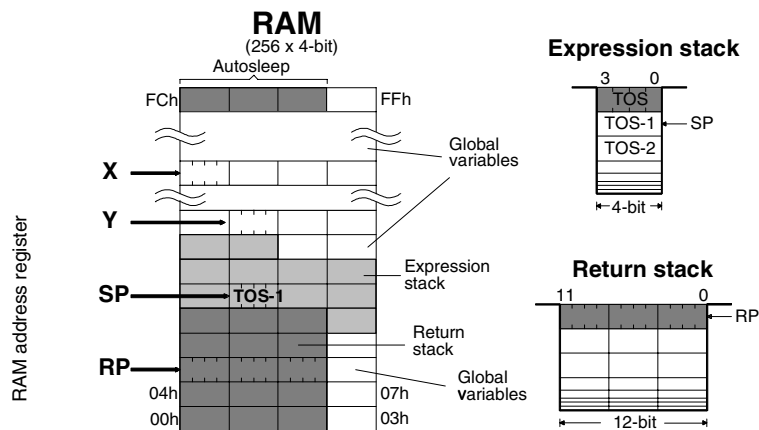 RAM
(256 x 4-bit)
Autosleep
FCh
FFh
Global
variables
X
Y
SP
TOS-1
Expression
stack
Return
stack
RP
04h
07h
Global
variables
00h
03h
RAM address register
Expression stack
3 0
TOS
TOS-1
SP
TOS-2
4-bit
Return stack
11 0
RP
12-bit